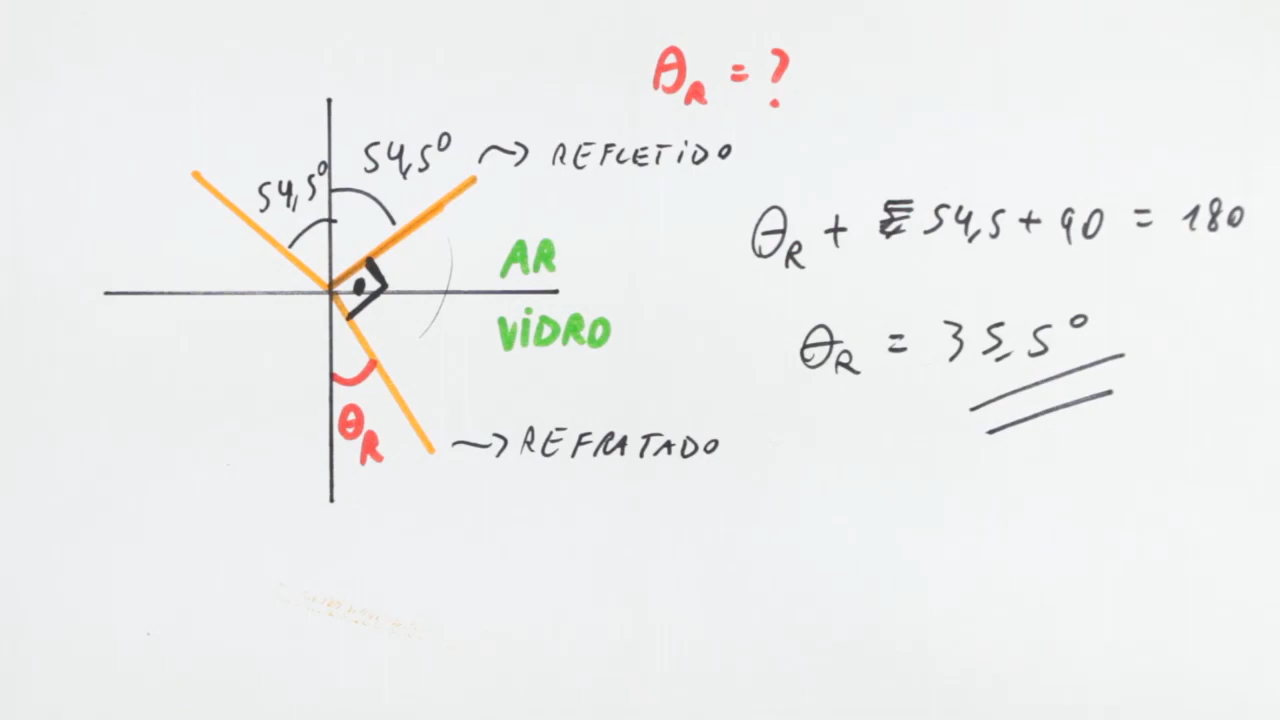 θR = ?
54,5° 54,5° ~> REFLETIDO
θR + 54,5 + 90 = 180
AR
VIDRO
θR = 35,5°
θR
~> REFRATADO